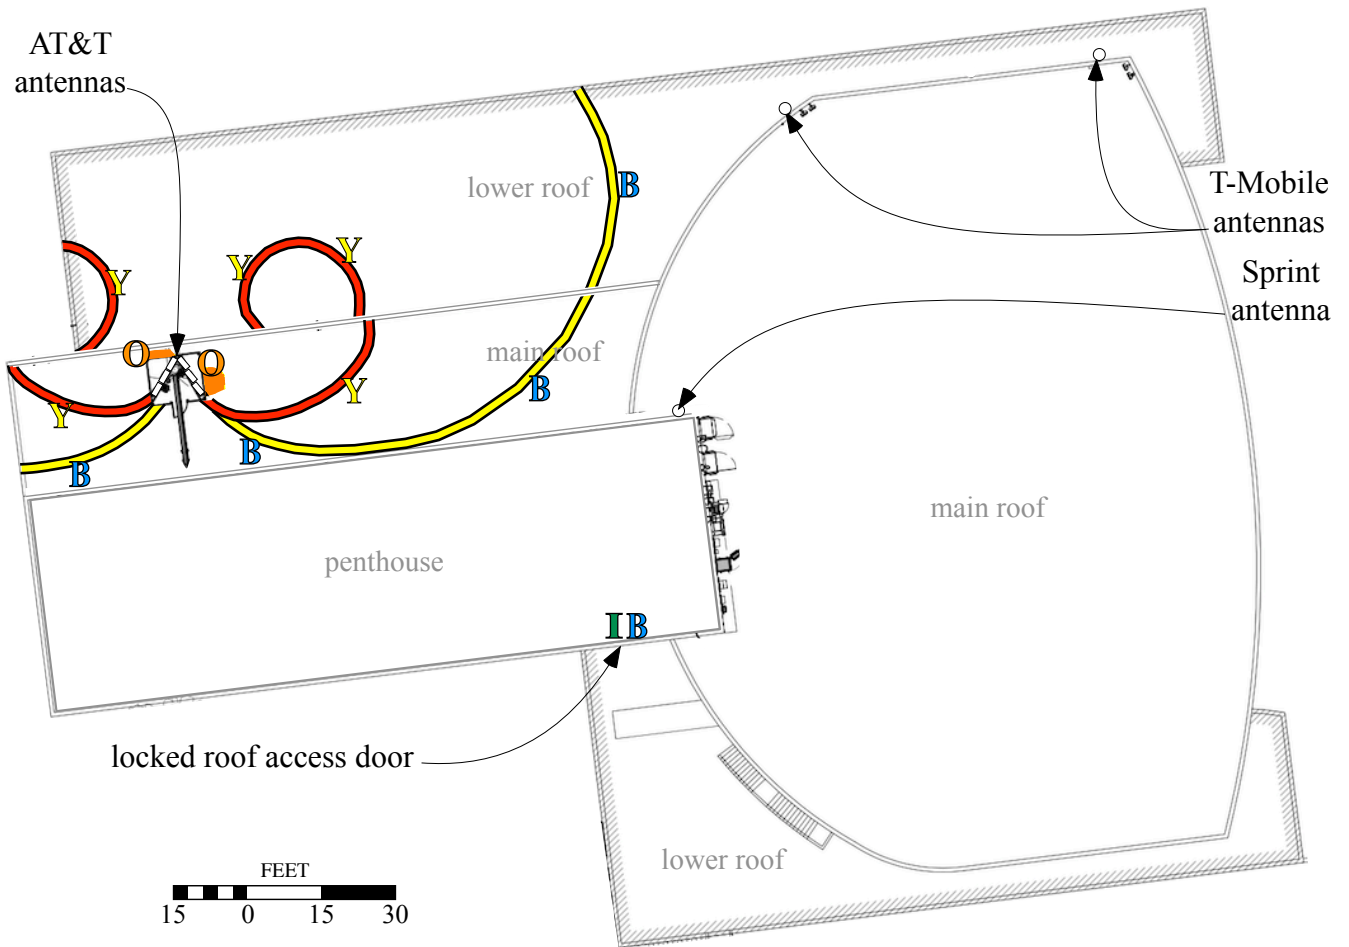 AT&T
antennas
lower roof
B
T-Mobile
antennas
Y
Y
Y
Sprint
antenna
O
O
main roof
Y
Y
B
B
B
main roof
penthouse
I B
locked roof access door
lower roof
FEET
15 0 15 30